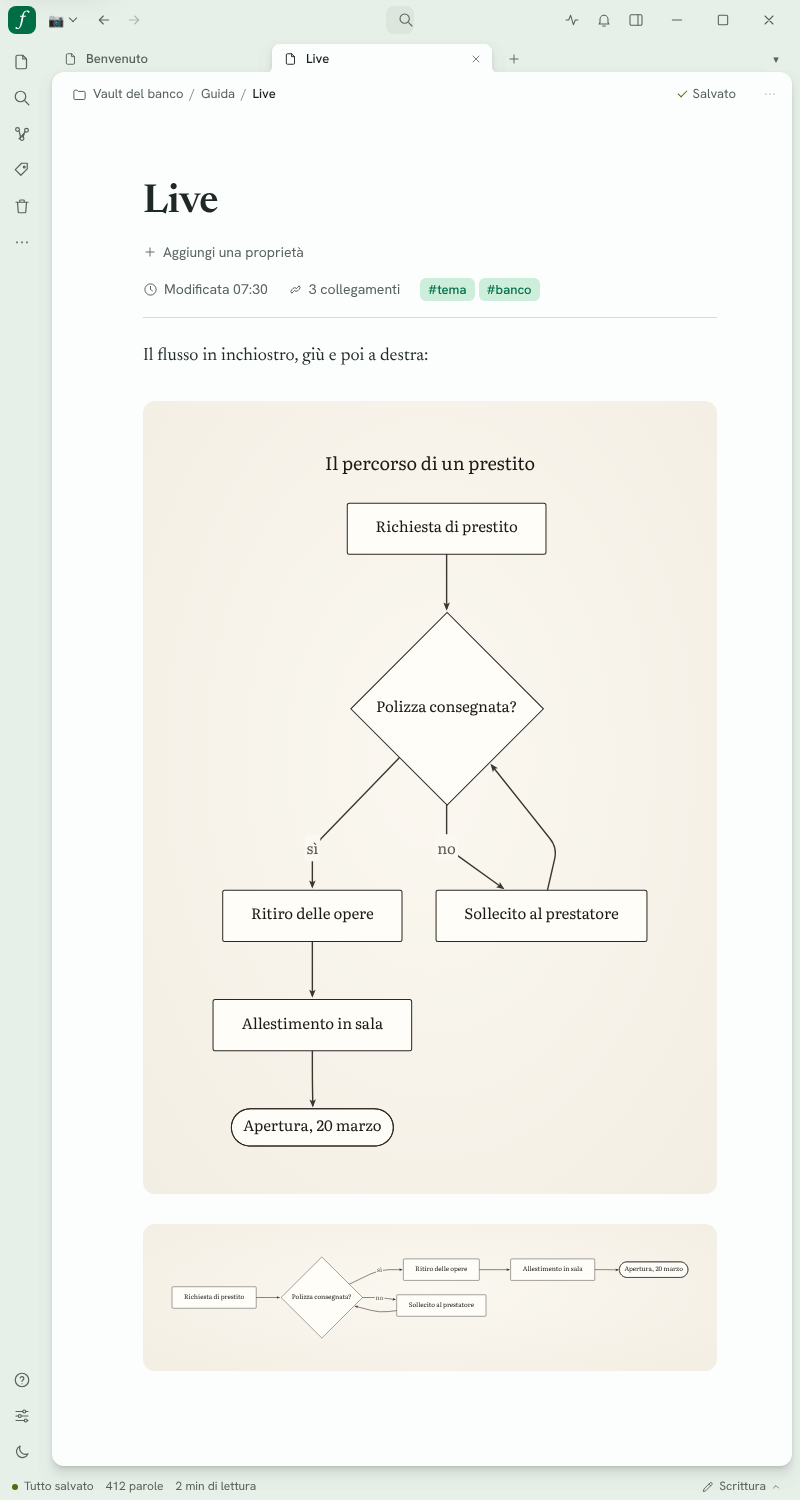 f
Benvenuto
Live
Vault del banco / Guida / Live
Salvato
Live
Aggiungi una proprietà
Modificata 07:30
3 collegamenti
#tema
#banco
Il flusso in inchiostro, giù e poi a destra:
Il percorso di un prestito
Richiesta di prestito
Polizza consegnata?
sì
no
Ritiro delle opere
Sollecito al prestatore
Allestimento in sala
Apertura, 20 marzo
Richiesta di prestito
Polizza consegnata?
sì
no
Ritiro delle opere
Sollecito al prestatore
Allestimento in sala
Apertura, 20 marzo
Tutto salvato
412 parole
2 min di lettura
Scrittura